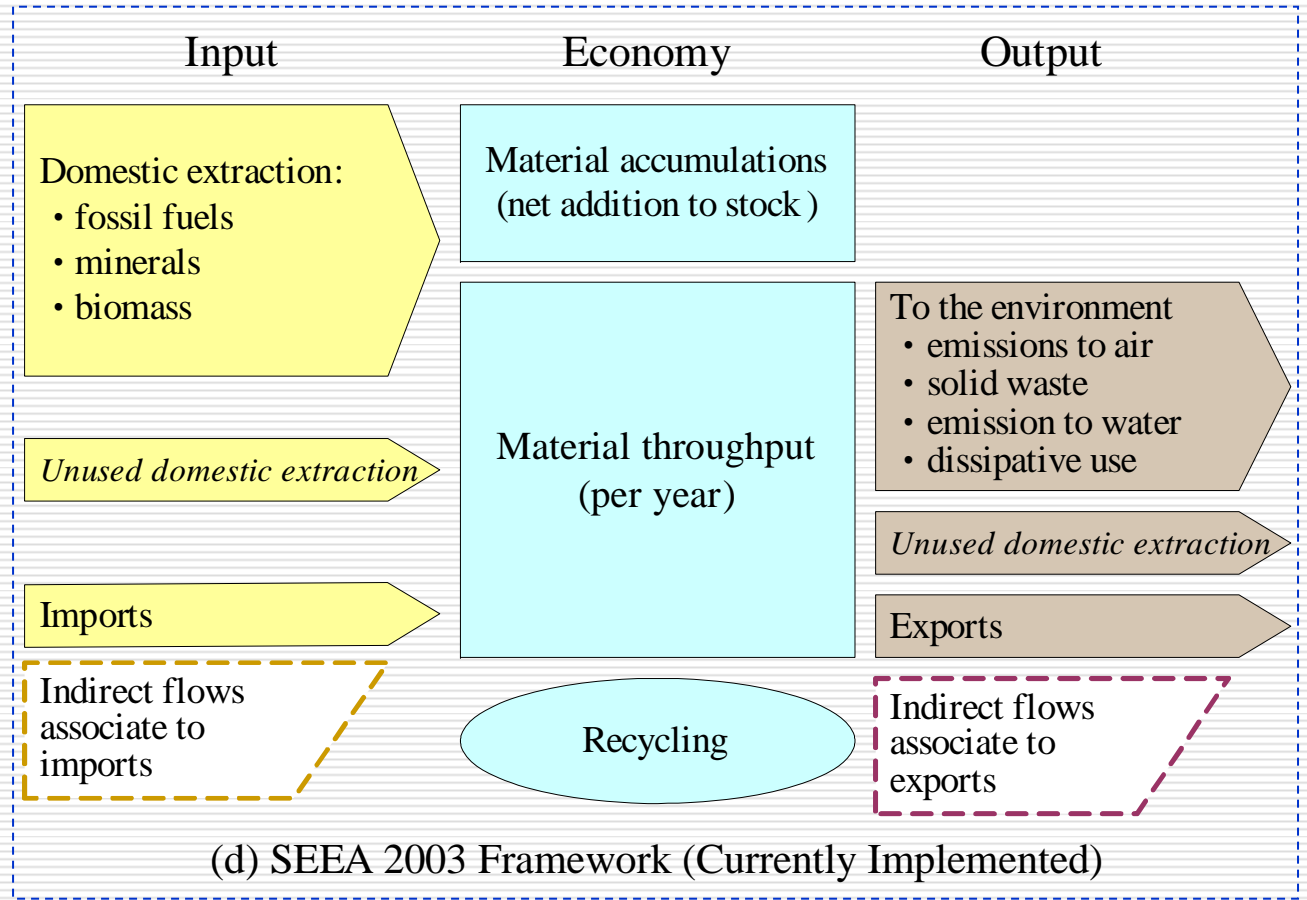 Input
Economy
Output
Domestic extraction:
・fossil fuels
・minerals
・biomass
Unused domestic extraction
Imports
Indirect flows
associate to
imports
Material accumulations
(net addition to stock )
Material throughput
(per year)
Recycling
To the environment
・emissions to air
・solid waste
・emission to water
・dissipative use
Unused domestic extraction
Exports
Indirect flows
associate to
exports
(d) SEEA 2003 Framework (Currently Implemented)